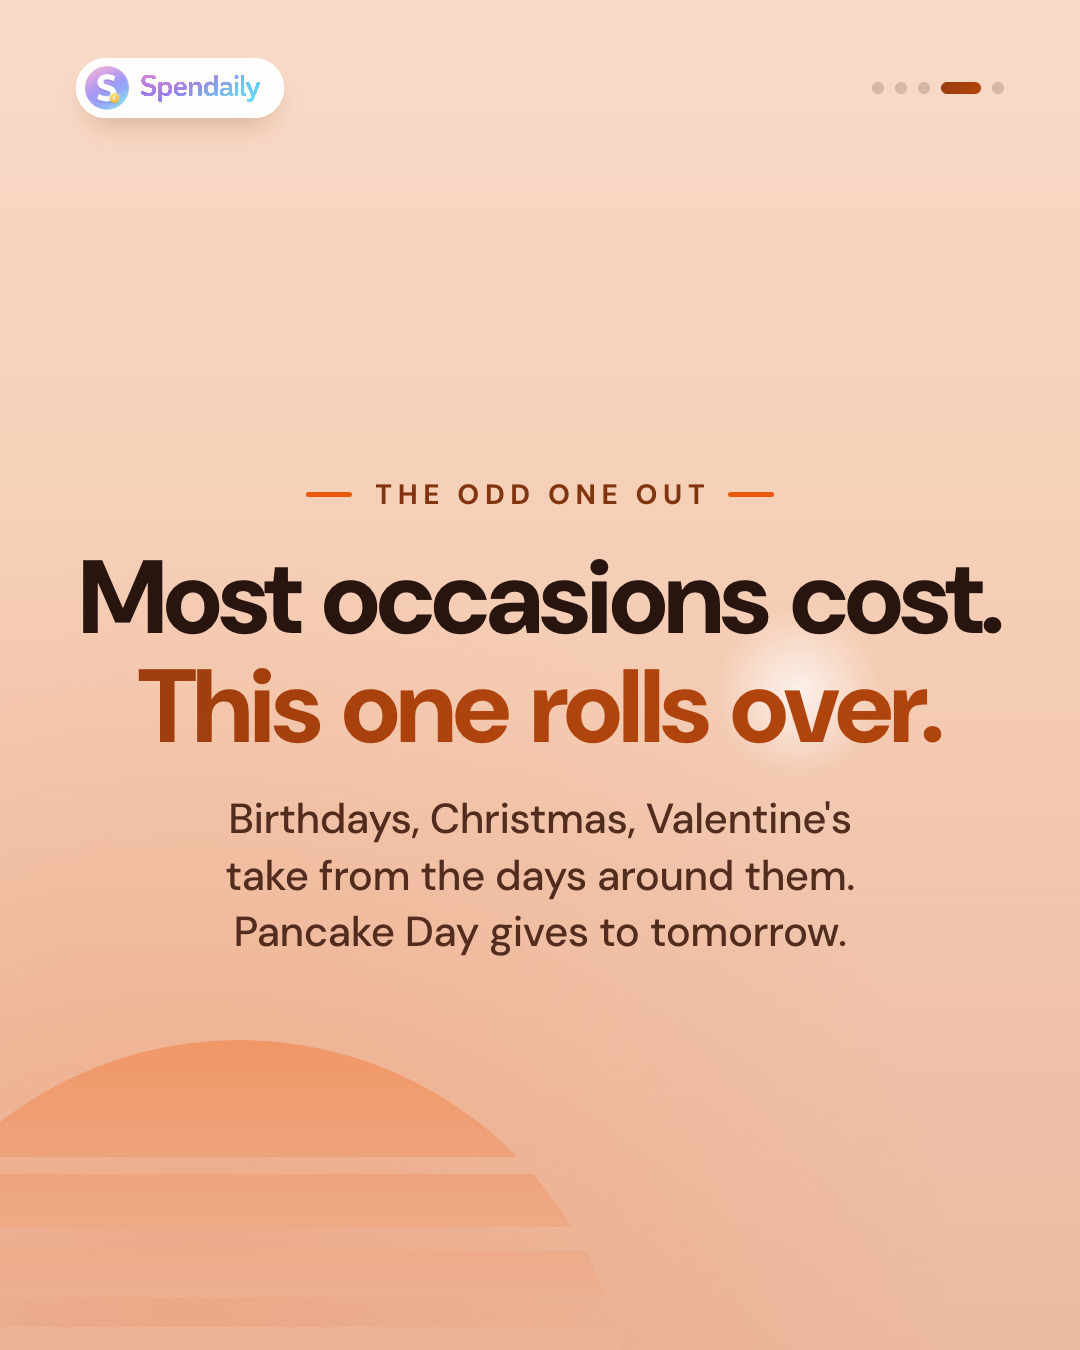 Spendaily
THE ODD ONE OUT
Most occasions cost.
This one rolls over.
Birthdays, Christmas, Valentine's
take from the days around them.
Pancake Day gives to tomorrow.